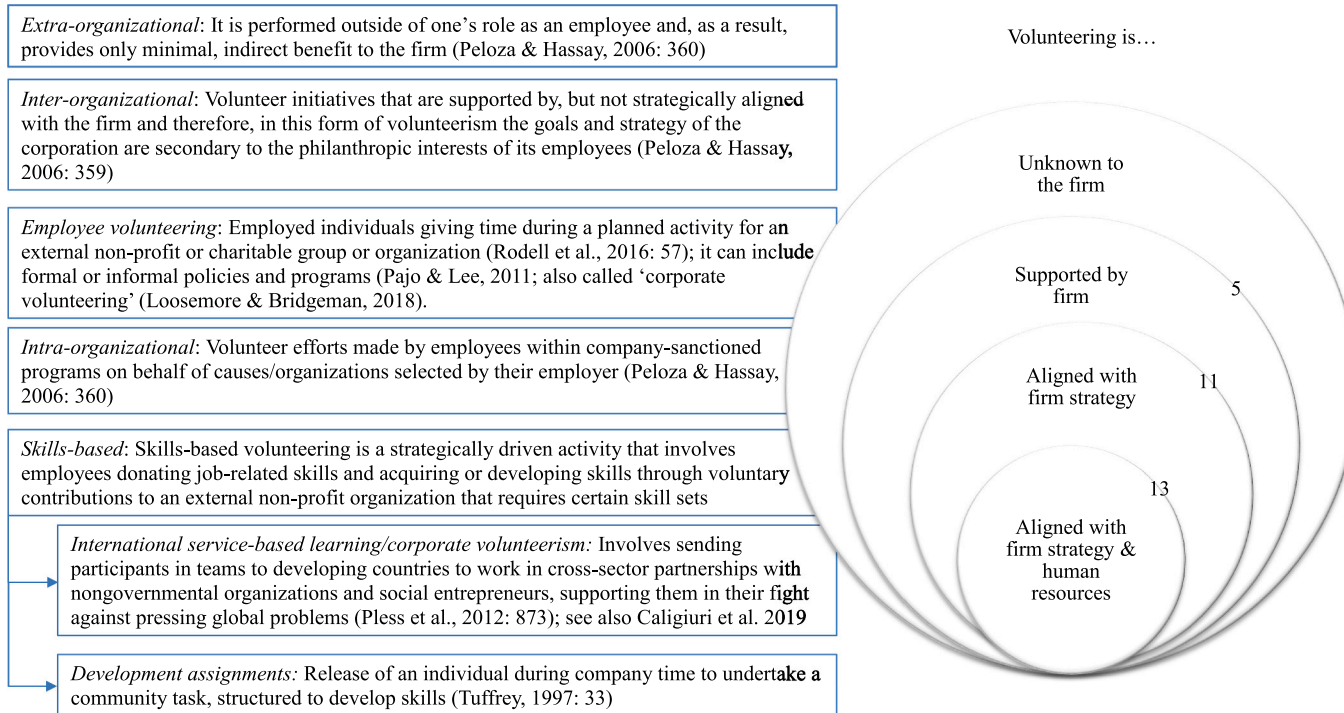 Extra-organizational: It is performed outside of one’s role as an employee and, as a result,
provides only minimal, indirect benefit to the firm (Peloza & Hassay, 2006: 360)
Inter-organizational: Volunteer initiatives that are supported by, but not strategically aligned
with the firm and therefore, in this form of volunteerism the goals and strategy of the
corporation are secondary to the philanthropic interests of its employees (Peloza & Hassay,
2006: 359)
Employee volunteering: Employed individuals giving time during a planned activity for an
external non-profit or charitable group or organization (Rodell et al., 2016: 57); it can include
formal or informal policies and programs (Pajo & Lee, 2011; also called ‘corporate
volunteering’ (Loosemore & Bridgeman, 2018).
Intra-organizational: Volunteer efforts made by employees within company-sanctioned
programs on behalf of causes/organizations selected by their employer (Peloza & Hassay,
2006: 360)
Skills-based: Skills-based volunteering is a strategically driven activity that involves
employees donating job-related skills and acquiring or developing skills through voluntary
contributions to an external non-profit organization that requires certain skill sets
International service-based learning/corporate volunteerism: Involves sending
participants in teams to developing countries to work in cross-sector partnerships with
nongovernmental organizations and social entrepreneurs, supporting them in their fight
against pressing global problems (Pless et al., 2012: 873); see also Caligiuri et al. 2019
Development assignments: Release of an individual during company time to undertake a
community task, structured to develop skills (Tuffrey, 1997: 33)
Volunteering is…
Unknown to
the firm
Supported by
firm
5
Aligned with
firm strategy
11
13
Aligned with
firm strategy &
human
resources